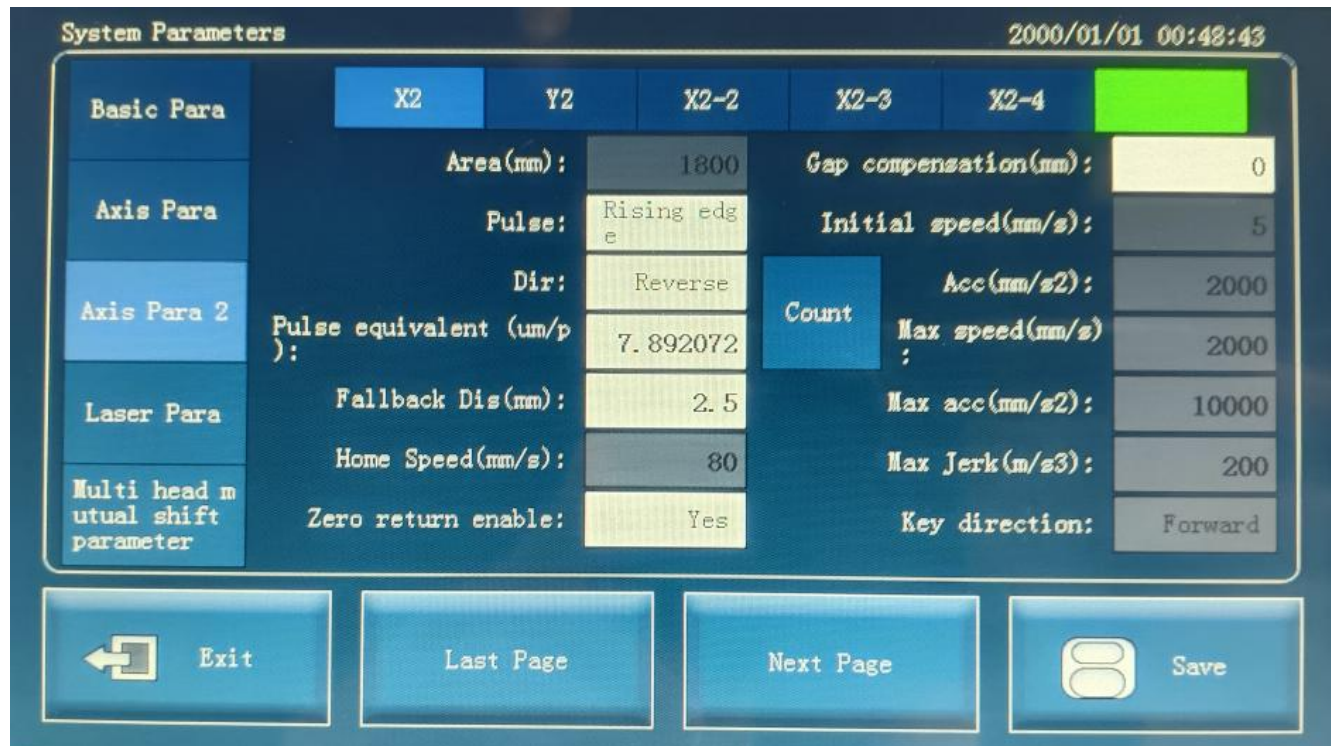 System Parameters
2000/01/01 00:48:43
Basic Para
Axis Para
Axis Para 2
Laser Para
Multi head m
utual shift
parameter
X2
Y2
X2-2
X2-3
X2-4
Area(mm):
1800
Gap compensation(mm):
0
Pulse:
Rising edg
e
Initial speed(mm/s):
5
Dir:
Reverse
Count
Acc(mm/s2):
2000
Pulse equivalent (um/p
):
7.892072
Max speed(mm/s)
:
2000
Fallback Dis(mm):
2.5
Max acc(mm/s2):
10000
Home Speed(mm/s):
80
Max Jerk(m/s3):
200
Zero return enable:
Yes
Key direction:
Forward
Exit
Last Page
Next Page
Save